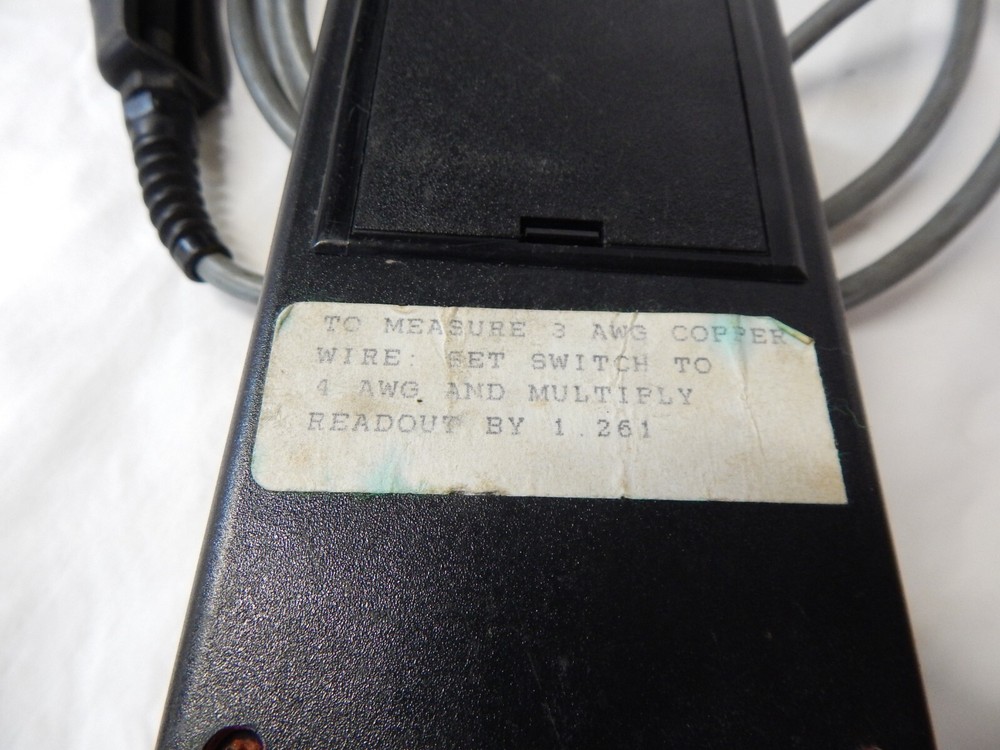 TO MEASURE 3 AWG COPPER
WIRE: SET SWITCH TO
4 AWG AND MULTIPLY
READOUT BY 1.261